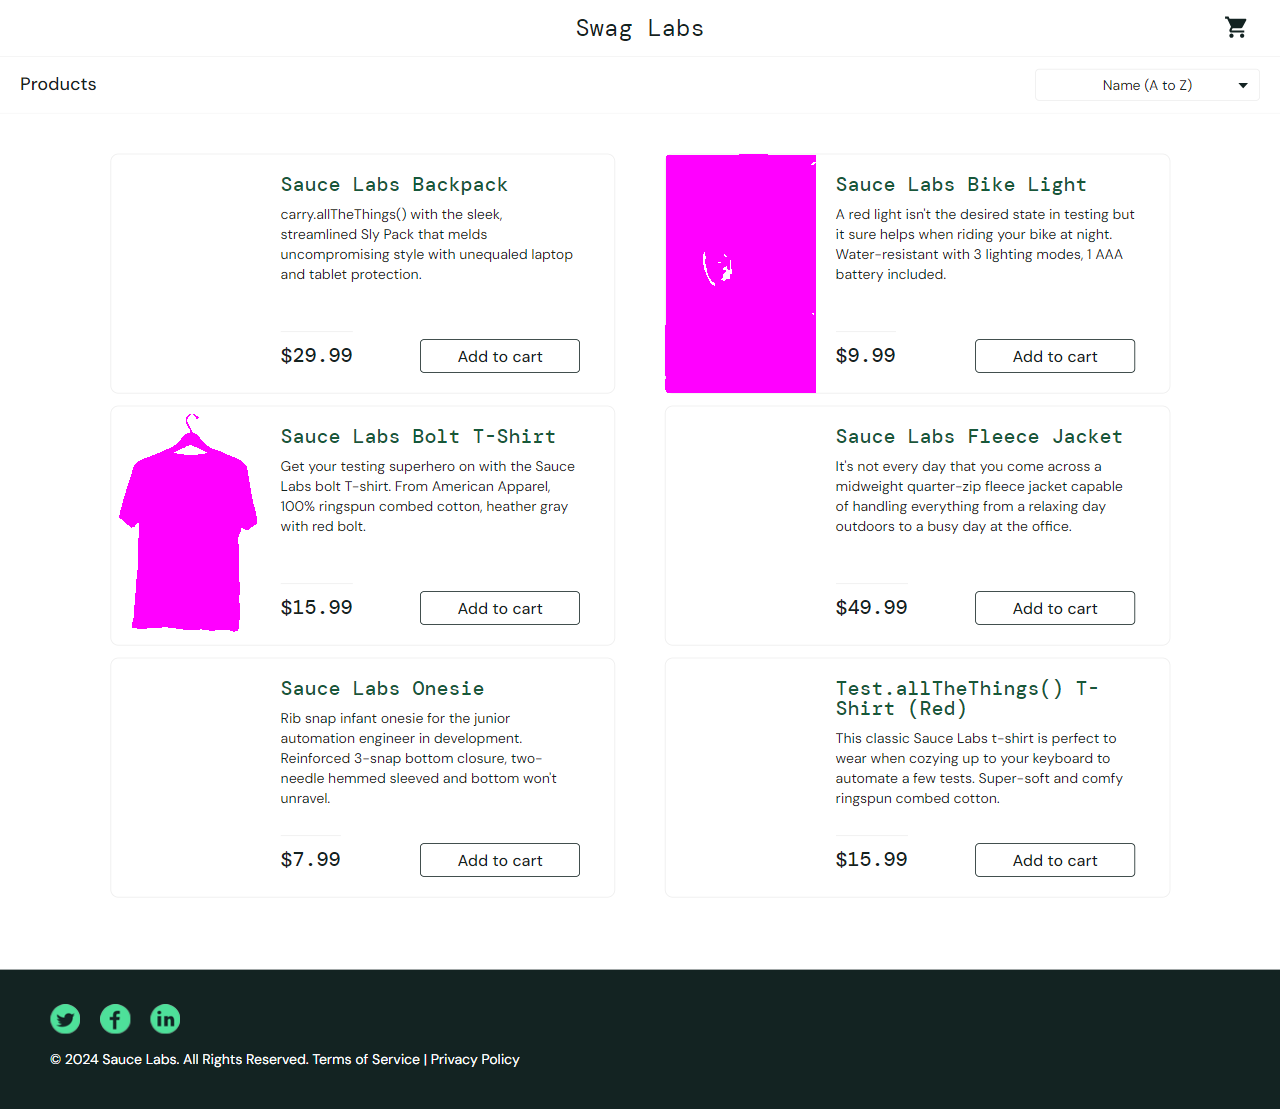 Swag Labs
Products
Name (A to Z)
Sauce Labs Backpack
carry.allTheThings() with the sleek,
streamlined Sly Pack that melds
uncompromising style with unequaled laptop
and tablet protection.
$29.99
Add to cart
Sauce Labs Bike Light
A red light isn't the desired state in testing but
it sure helps when riding your bike at night.
Water-resistant with 3 lighting modes, 1 AAA
battery included.
$9.99
Add to cart
Sauce Labs Bolt T-Shirt
Get your testing superhero on with the Sauce
Labs bolt T-shirt. From American Apparel,
100% ringspun combed cotton, heather gray
with red bolt.
$15.99
Add to cart
Sauce Labs Fleece Jacket
It's not every day that you come across a
midweight quarter-zip fleece jacket capable
of handling everything from a relaxing day
outdoors to a busy day at the office.
$49.99
Add to cart
Sauce Labs Onesie
Rib snap infant onesie for the junior
automation engineer in development.
Reinforced 3-snap bottom closure, two-
needle hemmed sleeved and bottom won't
unravel.
$7.99
Add to cart
Test.allTheThings() T-
Shirt (Red)
This classic Sauce Labs t-shirt is perfect to
wear when cozying up to your keyboard to
automate a few tests. Super-soft and comfy
ringspun combed cotton.
$15.99
Add to cart
© 2024 Sauce Labs. All Rights Reserved. Terms of Service | Privacy Policy